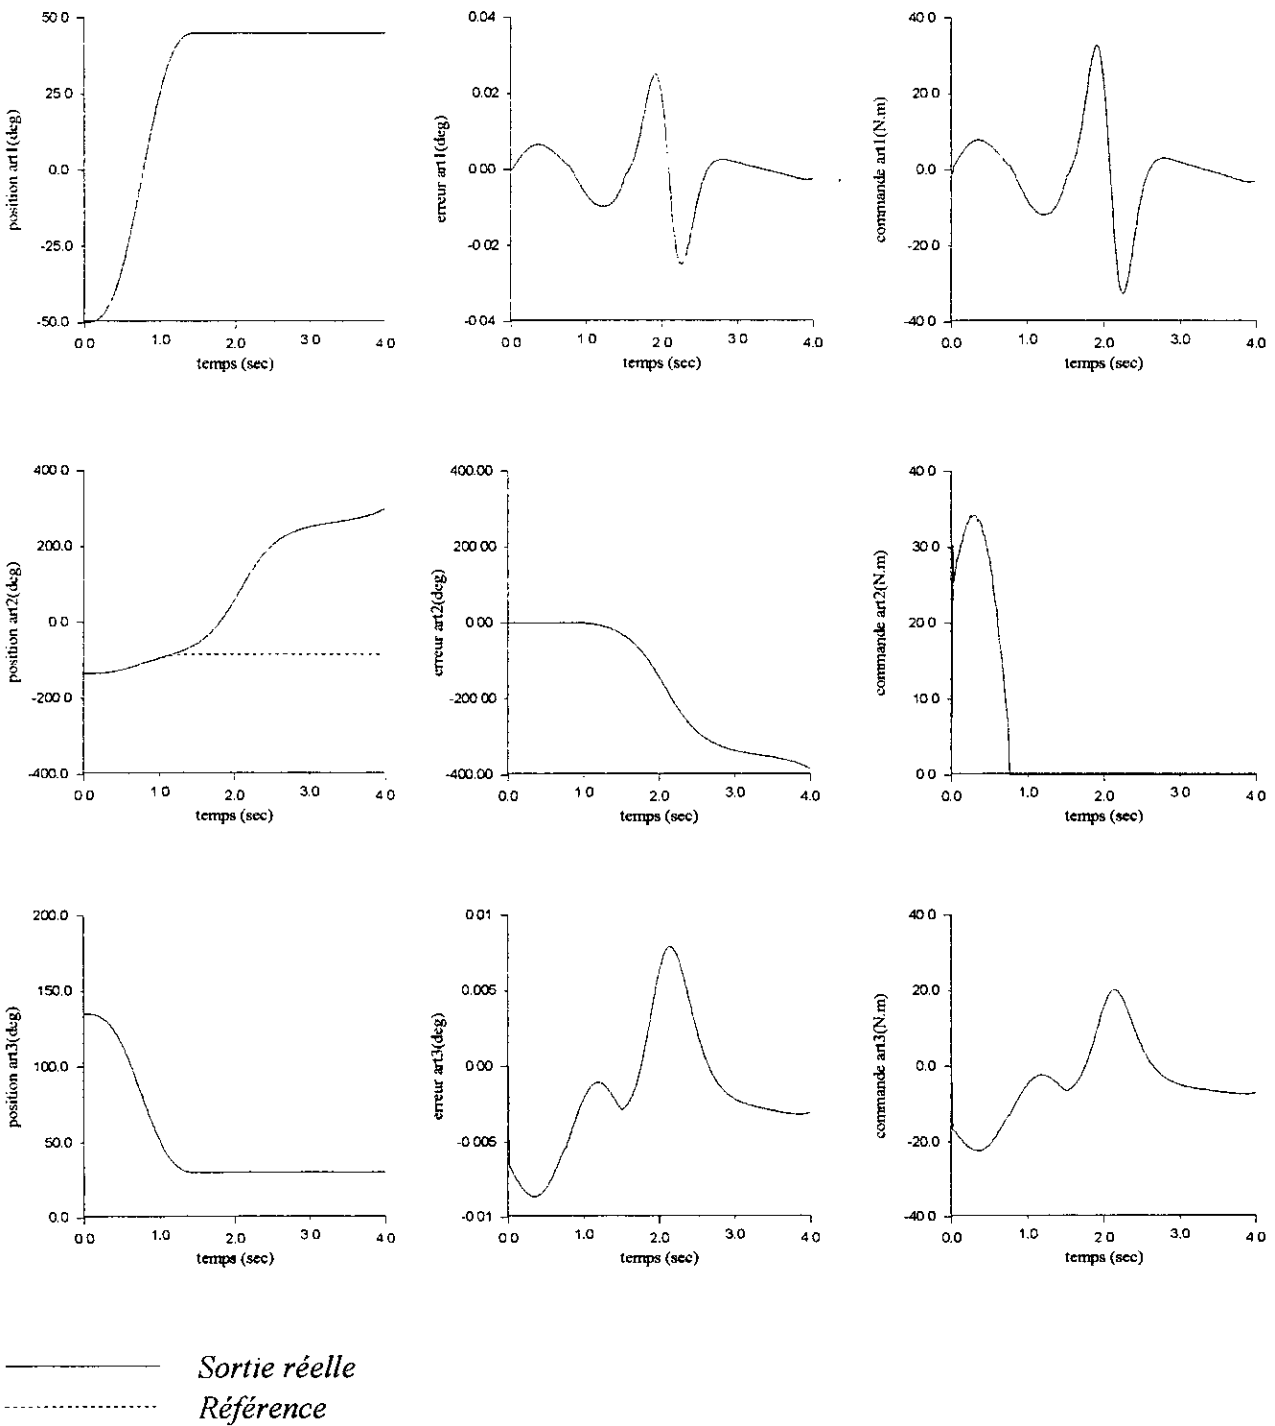 50.0
25.0
0.0
-25.0
-50.0
position art1(deg)
0.0 1.0 2.0 3.0 4.0
temps (sec)
0.04
0.02
0.00
-0.02
-0.04
erreur art1(deg)
0.0 1.0 2.0 3.0 4.0
temps (sec)
40.0
20.0
0.0
-20.0
-40.0
commande art1(N.m)
0.0 1.0 2.0 3.0 4.0
temps (sec)
400.0
200.0
0.0
-200.0
-400.0
position art2(deg)
0.0 1.0 2.0 3.0 4.0
temps (sec)
400.00
200.00
0.00
-200.00
-400.00
erreur art2(deg)
0.0 1.0 2.0 3.0 4.0
temps (sec)
40.0
30.0
20.0
10.0
0.0
commande art2(N.m)
0.0 1.0 2.0 3.0 4.0
temps (sec)
200.0
150.0
100.0
50.0
0.0
position art3(deg)
0.0 1.0 2.0 3.0 4.0
temps (sec)
0.01
0.005
0.00
-0.005
-0.01
erreur art3(deg)
0.0 1.0 2.0 3.0 4.0
temps (sec)
40.0
20.0
0.0
-20.0
-40.0
commande art3(N.m)
0.0 1.0 2.0 3.0 4.0
temps (sec)
Sortie réelle
Référence